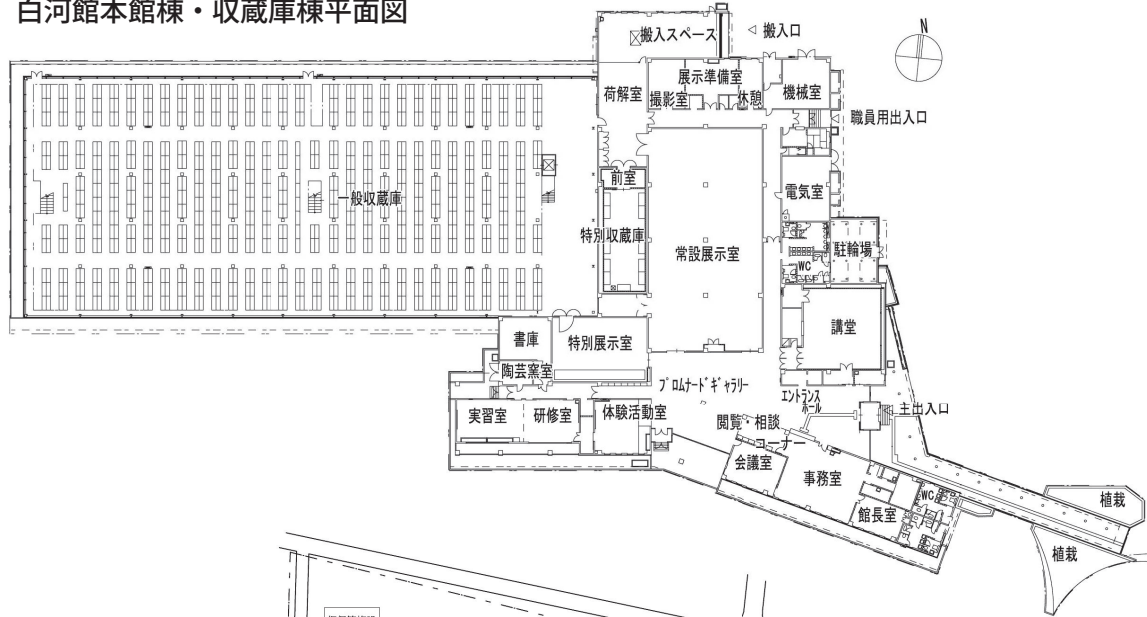 白河館本館棟・収蔵庫棟平面図
搬入スペース
搬入口
N
展示準備室
荷解室
撮影室
休憩
機械室
職員用出入口
前室
電気室
一般収蔵庫
特別収蔵庫
常設展示室
WC
駐輪場
講堂
書庫
特別展示室
陶芸窯室
プロムナードギャラリー
エントランス
ホール
主出入口
実習室
研修室
体験活動室
閲覧・相談
コーナー
会議室
事務室
館長室
WC
植栽
植栽